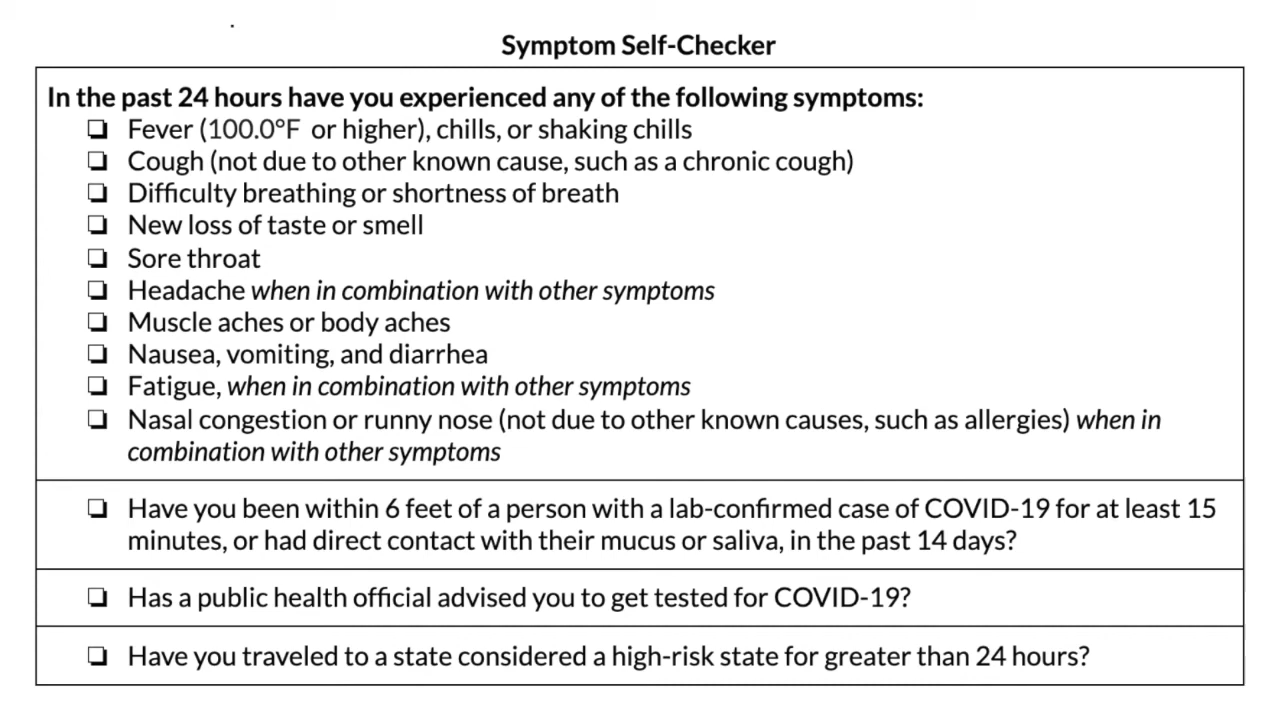 Symptom Self-Checker
In the past 24 hours have you experienced any of the following symptoms:
❏ Fever (100.0°F or higher), chills, or shaking chills
❏ Cough (not due to other known cause, such as a chronic cough)
❏ Difficulty breathing or shortness of breath
❏ New loss of taste or smell
❏ Sore throat
❏ Headache when in combination with other symptoms
❏ Muscle aches or body aches
❏ Nausea, vomiting, and diarrhea
❏ Fatigue, when in combination with other symptoms
❏ Nasal congestion or runny nose (not due to other known causes, such as allergies) when in
combination with other symptoms
❏ Have you been within 6 feet of a person with a lab-confirmed case of COVID-19 for at least 15
minutes, or had direct contact with their mucus or saliva, in the past 14 days?
❏ Has a public health official advised you to get tested for COVID-19?
❏ Have you traveled to a state considered a high-risk state for greater than 24 hours?